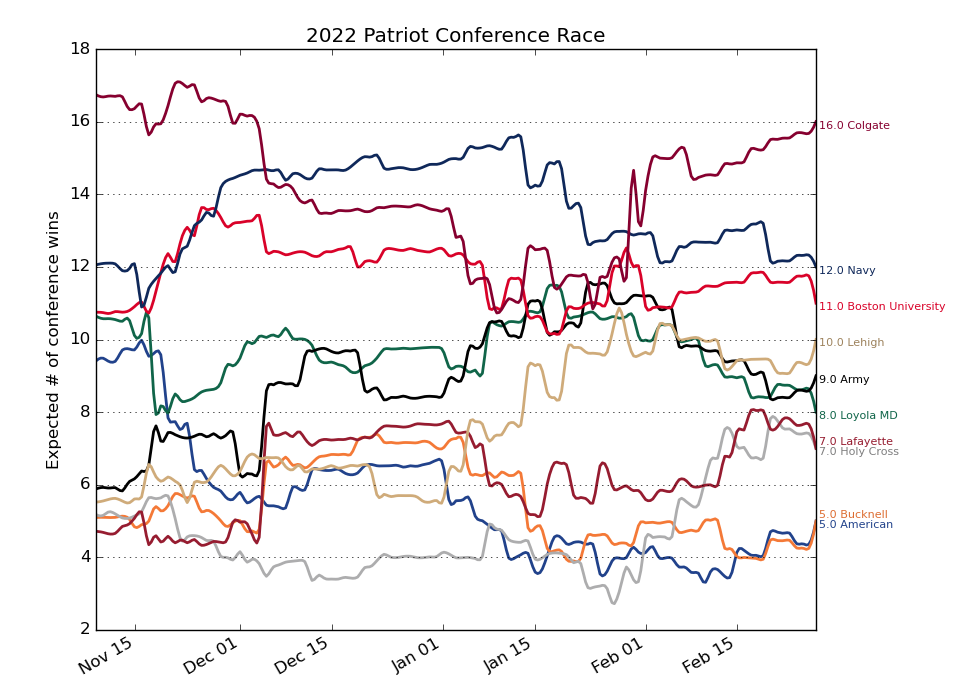 2022 Patriot Conference Race
Expected # of conference wins
18
16
14
12
10
8
6
4
2
Nov 15
Dec 01
Dec 15
Jan 01
Jan 15
Feb 01
Feb 15
16.0 Colgate
12.0 Navy
11.0 Boston University
10.0 Lehigh
9.0 Army
8.0 Loyola MD
7.0 Lafayette
7.0 Holy Cross
5.0 Bucknell
5.0 American